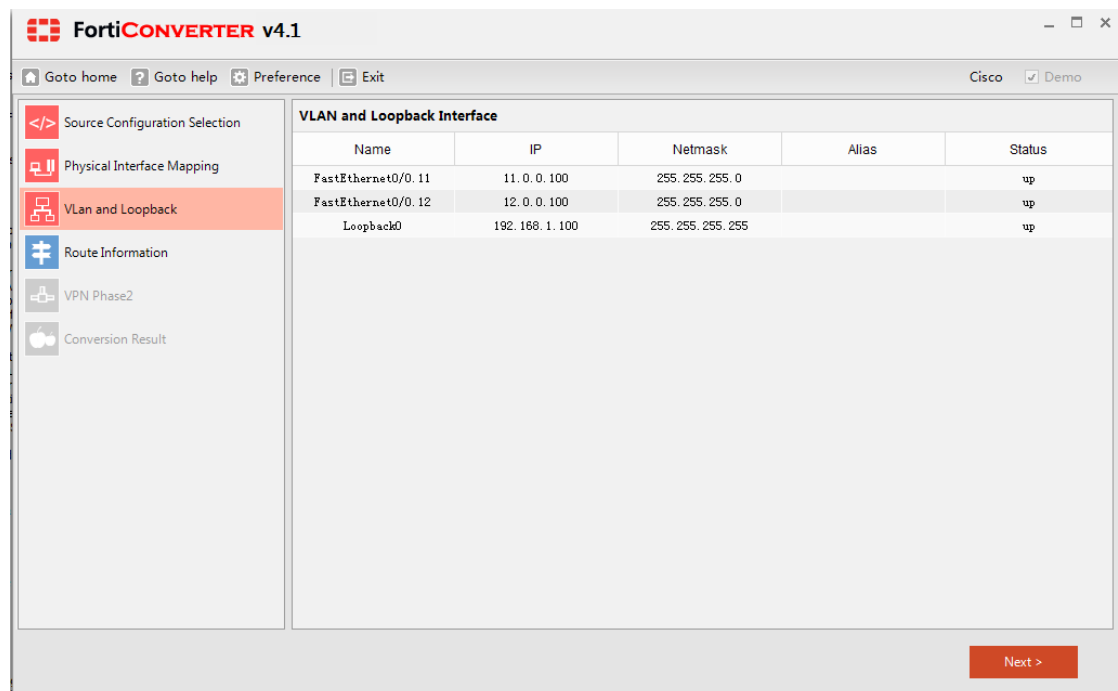 FortiCONVERTER v4.1
Goto home Goto help Preference Exit Cisco Demo
Source Configuration Selection
Physical Interface Mapping
VLan and Loopback
Route Information
VPN Phase2
Conversion Result
VLAN and Loopback Interface
Name IP Netmask Alias Status
FastEthernet0/0.11 11.0.0.100 255.255.255.0 up
FastEthernet0/0.12 12.0.0.100 255.255.255.0 up
Loopback0 192.168.1.100 255.255.255.255 up
Next >